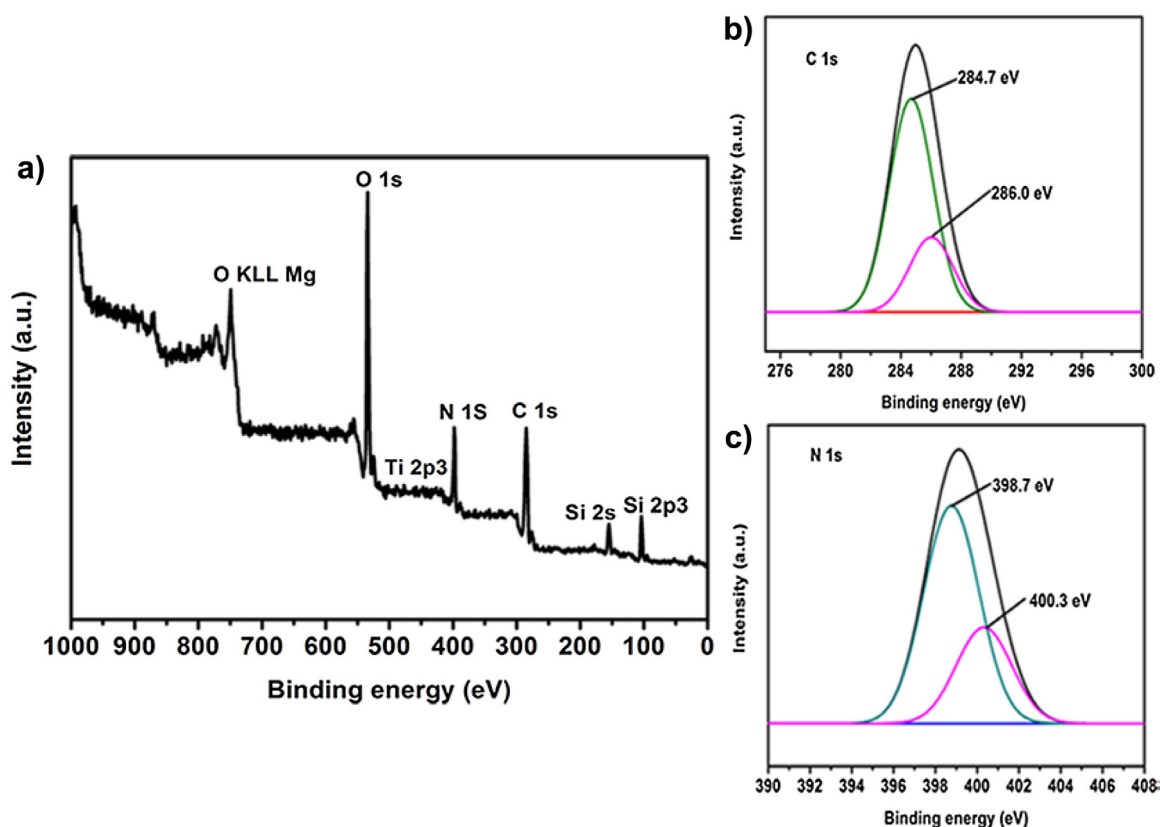 a)
O 1s
O KLL Mg
N 1S
C 1s
Ti 2p3
Si 2s
Si 2p3
Intensity (a.u.)
1000 900 800 700 600 500 400 300 200 100 0
Binding energy (eV)
b)
C 1s
284.7 eV
286.0 eV
Intensity (a.u.)
276 280 284 288 292 296 300
Binding energy (eV)
c)
N 1s
398.7 eV
400.3 eV
Intensity (a.u.)
390 392 394 396 398 400 402 404 406 408
Binding energy (eV)